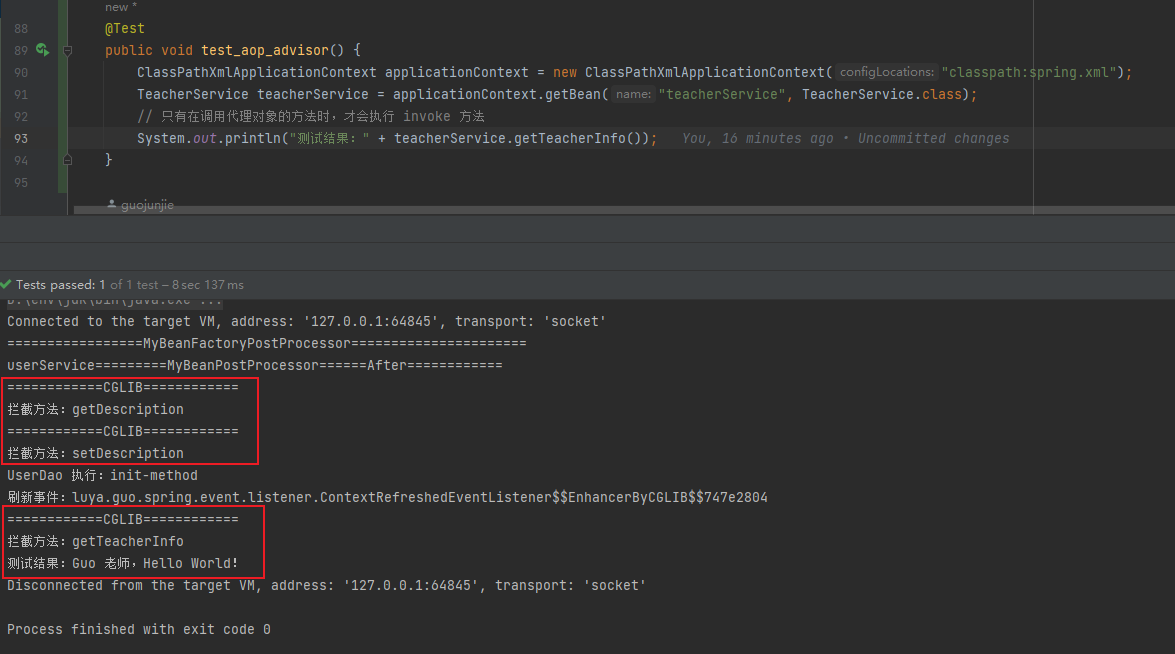 new *
88 @Test
89 public void test_aop_advisor() {
90 ClassPathXmlApplicationContext applicationContext = new ClassPathXmlApplicationContext( configLocations: "classpath:spring.xml");
91 TeacherService teacherService = applicationContext.getBean( name: "teacherService", TeacherService.class);
92 // 只有在调用代理对象的方法时，才会执行 invoke 方法
93 System.out.println("测试结果：" + teacherService.getTeacherInfo()); You, 16 minutes ago • Uncommitted changes
94 }
95
guojunjie
Tests passed: 1 of 1 test – 8 sec 137 ms
D:\env\jdk\bin\java.exe ...
Connected to the target VM, address: '127.0.0.1:64845', transport: 'socket'
=================MyBeanFactoryPostProcessor======================
userService=========MyBeanPostProcessor======After============
============CGLIB============
拦截方法：getDescription
============CGLIB============
拦截方法：setDescription
UserDao 执行：init-method
刷新事件：luya.guo.spring.event.listener.ContextRefreshedEventListener$$EnhancerByCGLIB$$747e2804
============CGLIB============
拦截方法：getTeacherInfo
测试结果：Guo 老师，Hello World！
Disconnected from the target VM, address: '127.0.0.1:64845', transport: 'socket'
Process finished with exit code 0